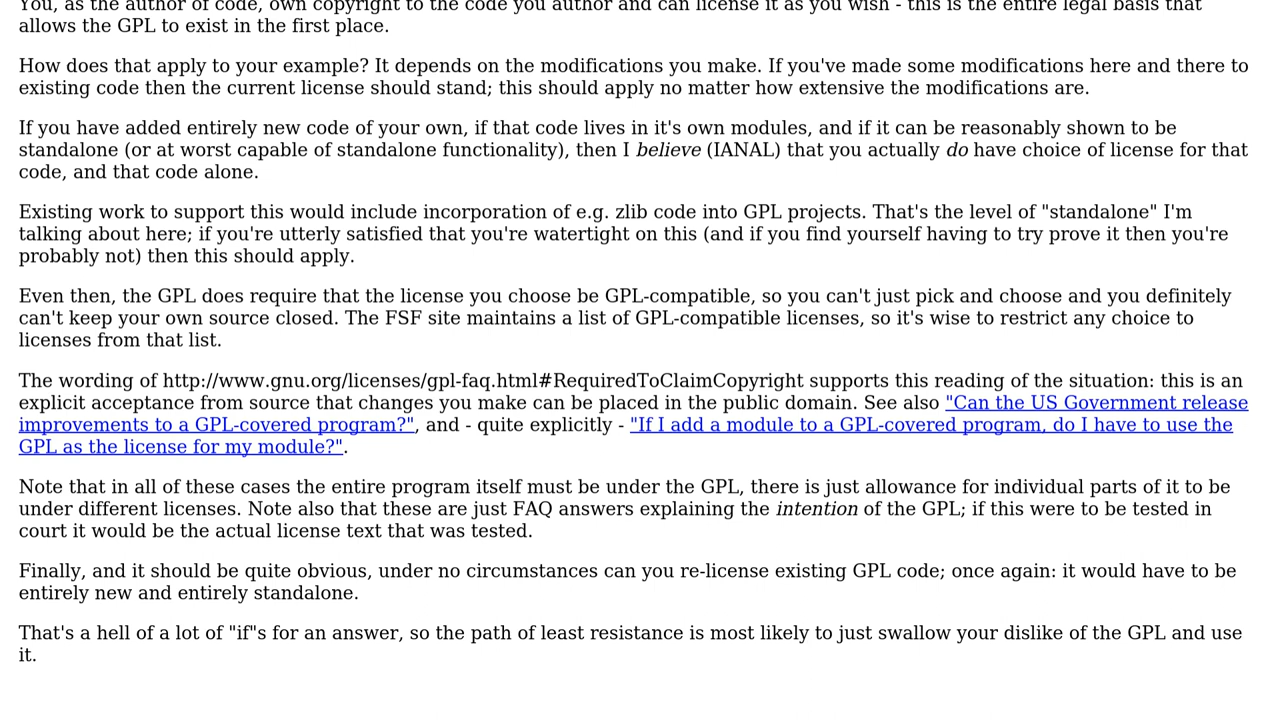 You, as the author of code, own copyright to the code you author and can license it as you wish - this is the entire legal basis that
allows the GPL to exist in the first place.
How does that apply to your example? It depends on the modifications you make. If you've made some modifications here and there to
existing code then the current license should stand; this should apply no matter how extensive the modifications are.
If you have added entirely new code of your own, if that code lives in it's own modules, and if it can be reasonably shown to be
standalone (or at worst capable of standalone functionality), then I believe (IANAL) that you actually do have choice of license for that
code, and that code alone.
Existing work to support this would include incorporation of e.g. zlib code into GPL projects. That's the level of "standalone" I'm
talking about here; if you're utterly satisfied that you're watertight on this (and if you find yourself having to try prove it then you're
probably not) then this should apply.
Even then, the GPL does require that the license you choose be GPL-compatible, so you can't just pick and choose and you definitely
can't keep your own source closed. The FSF site maintains a list of GPL-compatible licenses, so it's wise to restrict any choice to
licenses from that list.
The wording of http://www.gnu.org/licenses/gpl-faq.html#RequiredToClaimCopyright supports this reading of the situation: this is an
explicit acceptance from source that changes you make can be placed in the public domain. See also "Can the US Government release
improvements to a GPL-covered program?", and - quite explicitly - "If I add a module to a GPL-covered program, do I have to use the
GPL as the license for my module?".
Note that in all of these cases the entire program itself must be under the GPL, there is just allowance for individual parts of it to be
under different licenses. Note also that these are just FAQ answers explaining the intention of the GPL; if this were to be tested in
court it would be the actual license text that was tested.
Finally, and it should be quite obvious, under no circumstances can you re-license existing GPL code; once again: it would have to be
entirely new and entirely standalone.
That's a hell of a lot of "if"s for an answer, so the path of least resistance is most likely to just swallow your dislike of the GPL and use
it.